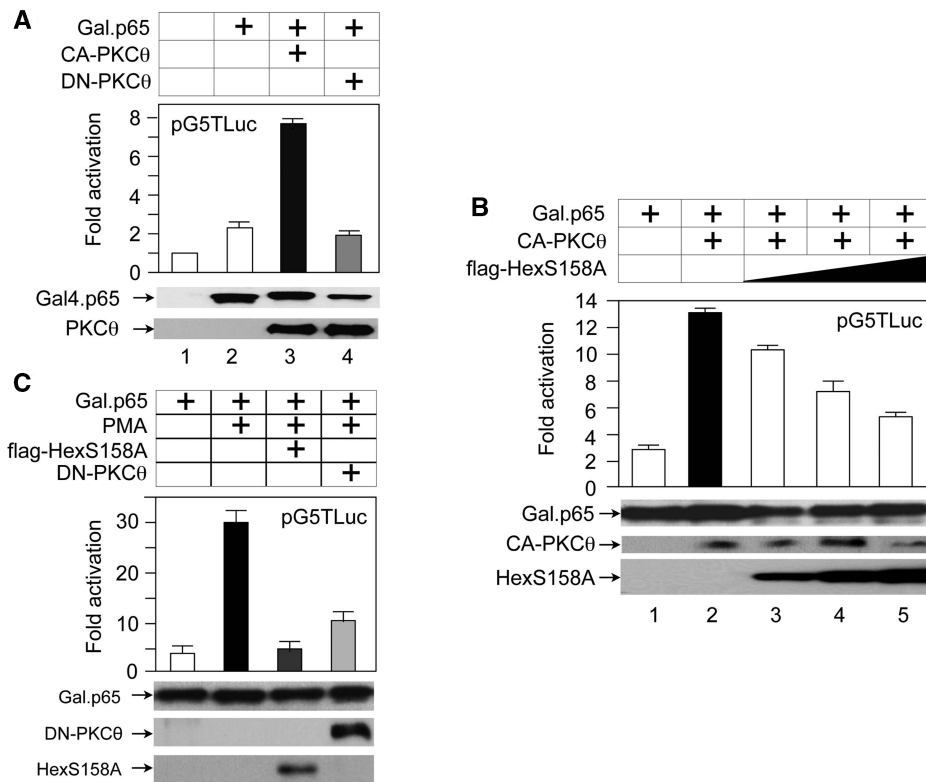 A
Gal.p65 + + +
CA-PKCθ +
DN-PKCθ +
8
6
4
2
0
Fold activation
pG5TLuc
Gal4.p65
PKCθ
1 2 3 4
B
Gal.p65 + + + + +
CA-PKCθ + + + +
flag-HexS158A
14
12
10
8
6
4
2
0
Fold activation
pG5TLuc
Gal.p65
CA-PKCθ
HexS158A
1 2 3 4 5
C
Gal.p65 + + + +
PMA + + +
flag-HexS158A +
DN-PKCθ +
30
20
10
0
Fold activation
pG5TLuc
Gal.p65
DN-PKCθ
HexS158A